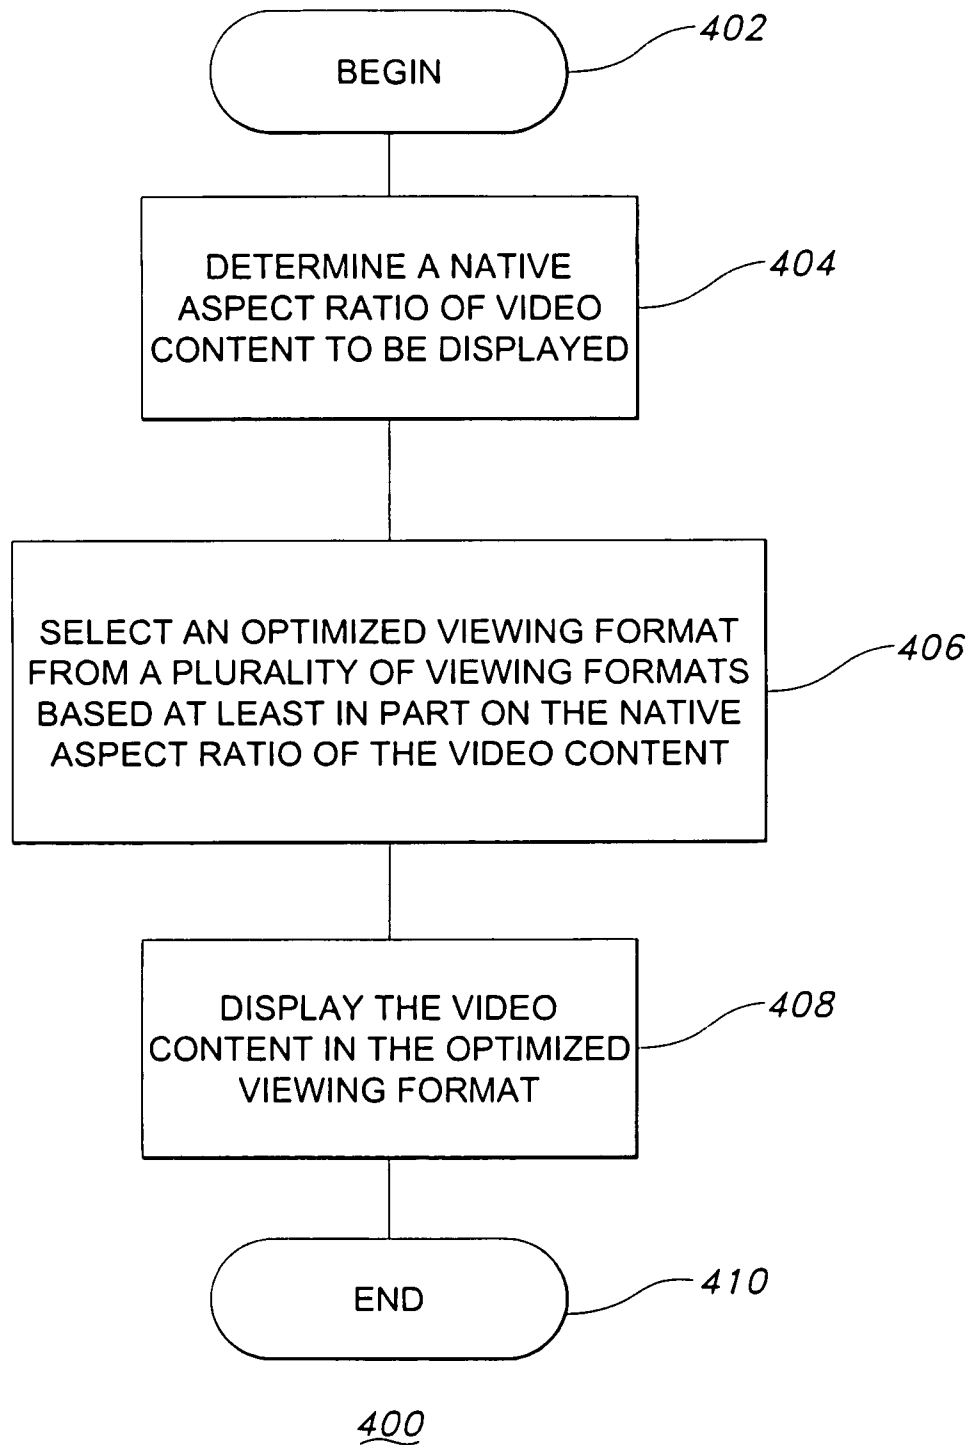 402
BEGIN
404
DETERMINE A NATIVE
ASPECT RATIO OF VIDEO
CONTENT TO BE DISPLAYED
406
SELECT AN OPTIMIZED VIEWING FORMAT
FROM A PLURALITY OF VIEWING FORMATS
BASED AT LEAST IN PART ON THE NATIVE
ASPECT RATIO OF THE VIDEO CONTENT
408
DISPLAY THE VIDEO
CONTENT IN THE OPTIMIZED
VIEWING FORMAT
410
END
400